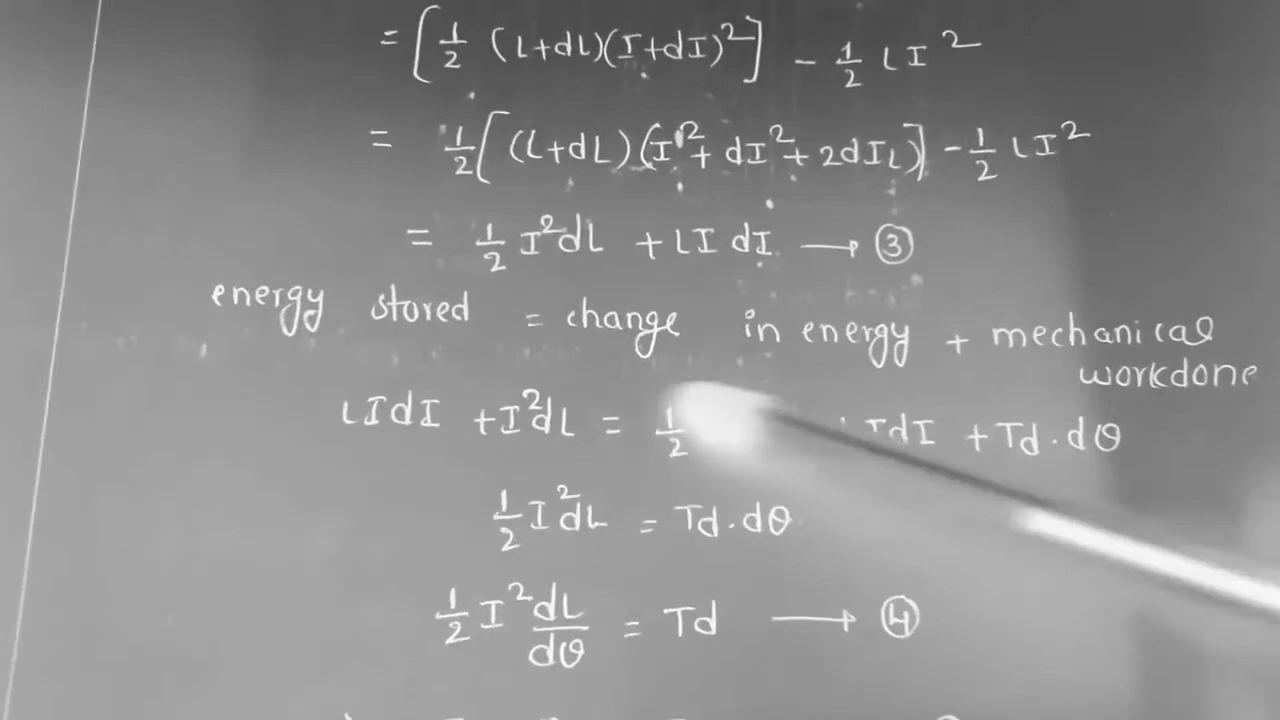 = [1/2 (L+dL)(I+dI)²] - 1/2 LI²
= 1/2[(L+dL)(I²+ dI²+ 2dIL] - 1/2 LI²
= 1/2 I²dL + LI dI → ③
energy stored = change in energy + mechanical
workdone
LIdI + I²dL = 1/2 IdI + Td.dθ
1/2 I²dL = Td.dθ
1/2 I² dL/dθ = Td → ④